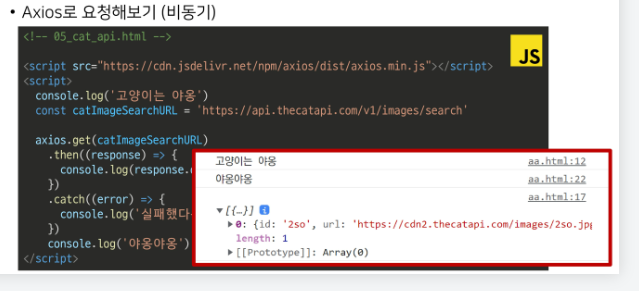 • Axios로 요청해보기 (비동기)
<!-- 05_cat_api.html -->
JS
<script src="https://cdn.jsdelivr.net/npm/axios/dist/axios.min.js"></script>
<script>
console.log('고양이는 야옹')
const catImageSearchURL = 'https://api.thecatapi.com/v1/images/search'
axios.get(catImageSearchURL)
.then((response) => {
console.log(response.
})
.catch((error) => {
console.log('실패했다
})
console.log('야옹야옹')
</script>
고양이는 야옹 aa.html:12
야옹야옹 aa.html:22
aa.html:17
▼[{…}] i
▶0: {id: '2so', url: 'https://cdn2.thecatapi.com/images/2so.jpg
length: 1
▶[[Prototype]]: Array(0)